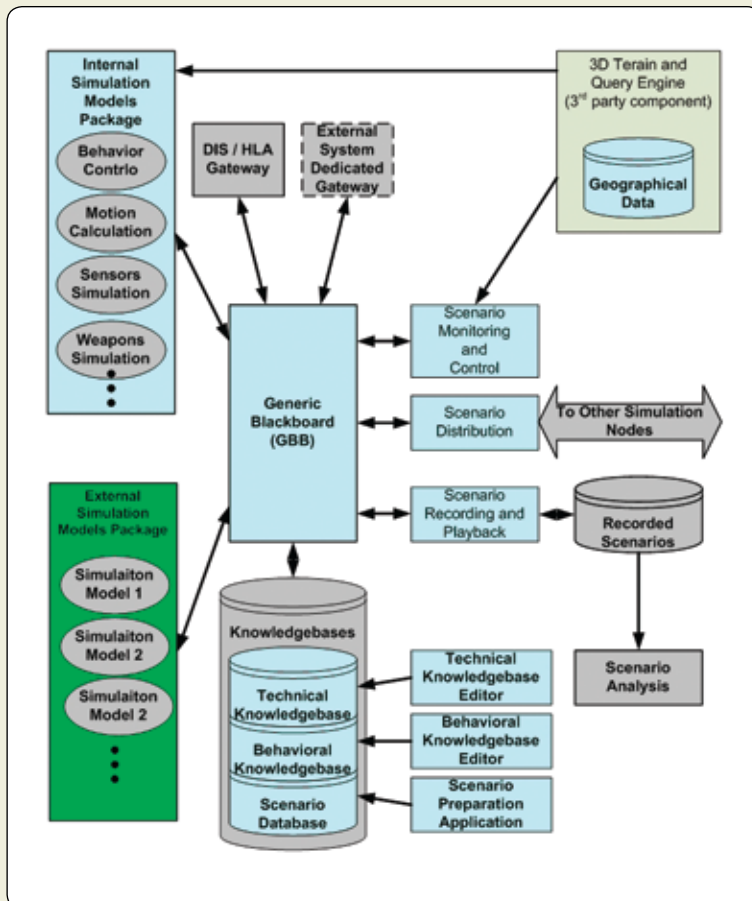 Internal
Simulation
Models
Package
Behavior
Contrlo
Motion
Calculation
Sensors
Simulation
Weapons
Simulation
DIS / HLA
Gateway
External
System
Dedicated
Gateway
3D Terain and
Query Engine
(3rd party component)
Geographical
Data
Generic
Blackboard
(GBB)
Scenario
Monitoring
and
Control
Scenario
Distribution
To Other Simulation
Nodes
Scenario
Recording and
Playback
Recorded
Scenarios
External
Simulation
Models Package
Simulaiton
Model 1
Simulaiton
Model 2
Simulaiton
Model 2
Knowledgebases
Technical
Knowledgebase
Behavioral
Knowledgebase
Scenario
Database
Technical
Knowledgebase
Editor
Behavioral
Knowledgebase
Editor
Scenario
Preparation
Application
Scenario
Analysis